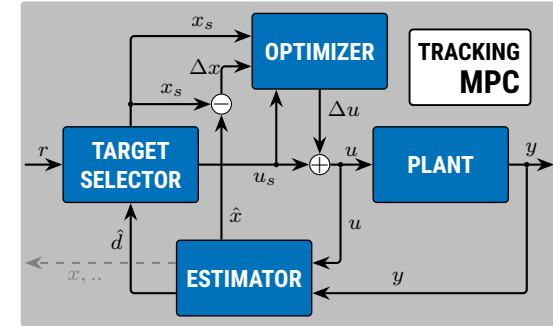 x_s
OPTIMIZER
TRACKING
MPC
Δx
x_s
Δu
r
TARGET
SELECTOR
u_s
u
PLANT
y
d̂
x̂
u
x, ..
ESTIMATOR
y